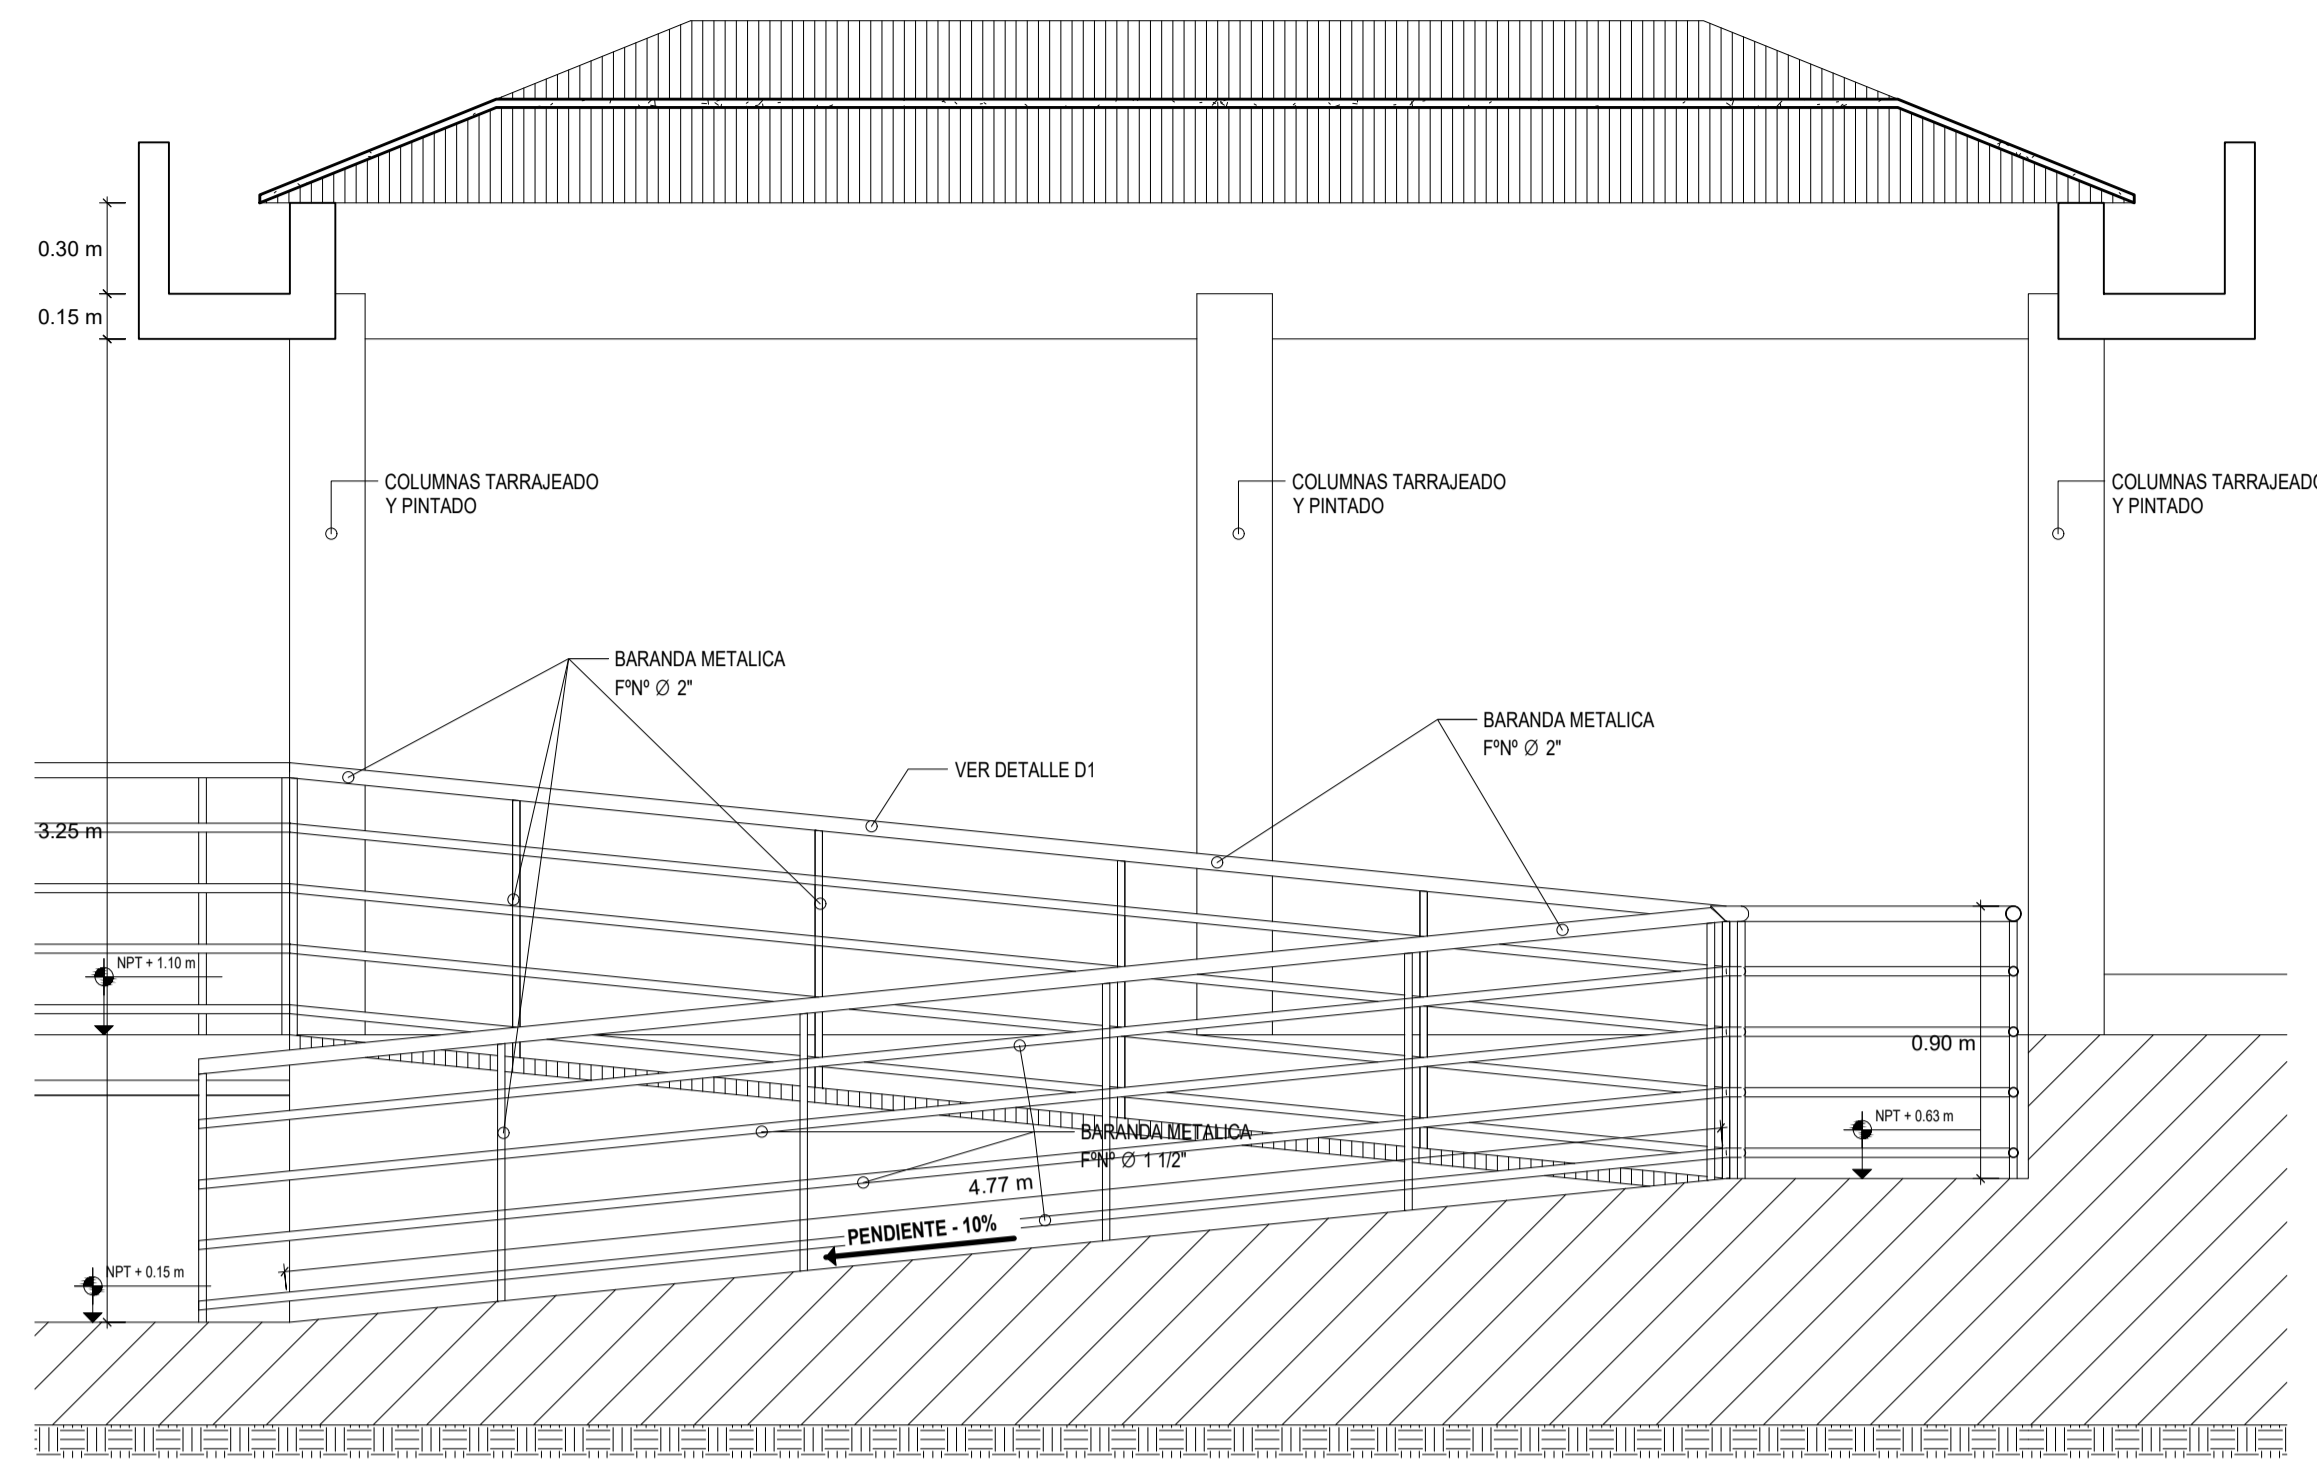 0.30 m
0.15 m
COLUMNAS TARRAJEADO
Y PINTADO
COLUMNAS TARRAJEADO
Y PINTADO
COLUMNAS TARRAJEADO
Y PINTADO
BARANDA METALICA
FºNº Ø 2"
BARANDA METALICA
FºNº Ø 2"
VER DETALLE D1
3.25 m
NPT + 1.10 m
0.90 m
NPT + 0.63 m
BARANDA METALICA
FºNº Ø 1 1/2"
4.77 m
PENDIENTE - 10%
NPT + 0.15 m